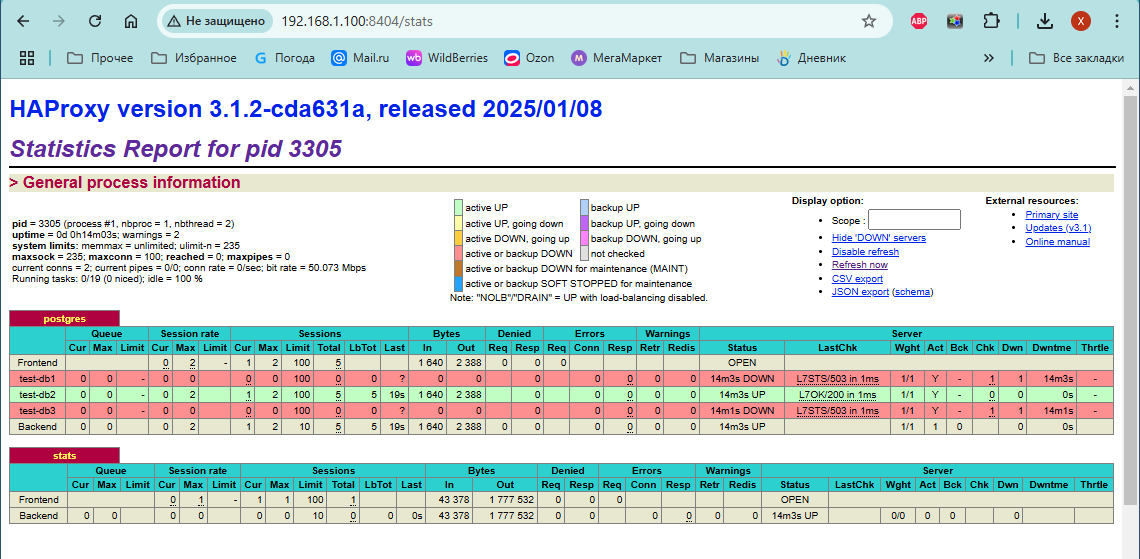 Не защищено 192.168.1.100:8404/stats ABP X
Прочее Избранное G Погода @ Mail.ru wb WildBerries Ozon M МегаМаркет Магазины Дневник » Все закладки
HAProxy version 3.1.2-cda631a, released 2025/01/08
Statistics Report for pid 3305
> General process information
pid = 3305 (process #1, nbproc = 1, nbthread = 2)
uptime = 0d 0h14m03s; warnings = 2
system limits: memmax = unlimited; ulimit-n = 235
maxsock = 235; maxconn = 100; reached = 0; maxpipes = 0
current conns = 2; current pipes = 0/0; conn rate = 0/sec; bit rate = 50.073 Mbps
Running tasks: 0/19 (0 niced); idle = 100 %
active UP backup UP
active UP, going down backup UP, going down
active DOWN, going up backup DOWN, going up
active or backup DOWN not checked
active or backup DOWN for maintenance (MAINT)
active or backup SOFT STOPPED for maintenance
Note: "NOLB"/"DRAIN" = UP with load-balancing disabled.
Display option:
• Scope :
• Hide 'DOWN' servers
• Disable refresh
• Refresh now
• CSV export
• JSON export (schema)
External resources:
• Primary site
• Updates (v3.1)
• Online manual
postgres
Queue Session rate Sessions Bytes Denied Errors Warnings Server
Cur Max Limit Cur Max Limit Cur Max Limit Total LbTot Last In Out Req Resp Req Conn Resp Retr Redis Status LastChk Wght Act Bck Chk Dwn Dwntme Thrtle
Frontend 0 2 - 1 2 100 5 1 640 2 388 0 0 0 OPEN
test-db1 0 0 - 0 0 0 0 100 0 0 ? 0 0 0 0 0 0 0 14m3s DOWN L7STS/503 in 1ms 1/1 Y - 1 1 14m3s -
test-db2 0 0 - 0 2 1 2 100 5 5 19s 1 640 2 388 0 0 0 0 0 14m3s UP L7OK/200 in 1ms 1/1 Y - 0 0 0s -
test-db3 0 0 - 0 0 0 0 100 0 0 ? 0 0 0 0 0 0 0 14m1s DOWN L7STS/503 in 1ms 1/1 Y - 1 1 14m1s -
Backend 0 0 0 2 1 2 10 5 5 19s 1 640 2 388 0 0 0 0 0 0 14m3s UP 1/1 1 0 0 0s
stats
Queue Session rate Sessions Bytes Denied Errors Warnings Server
Cur Max Limit Cur Max Limit Cur Max Limit Total LbTot Last In Out Req Resp Req Conn Resp Retr Redis Status LastChk Wght Act Bck Chk Dwn Dwntme Thrtle
Frontend 0 1 - 1 1 100 1 43 378 1 777 532 0 0 0 OPEN
Backend 0 0 0 0 0 0 10 0 0 0s 43 378 1 777 532 0 0 0 0 0 0 14m3s UP 0/0 0 0 0